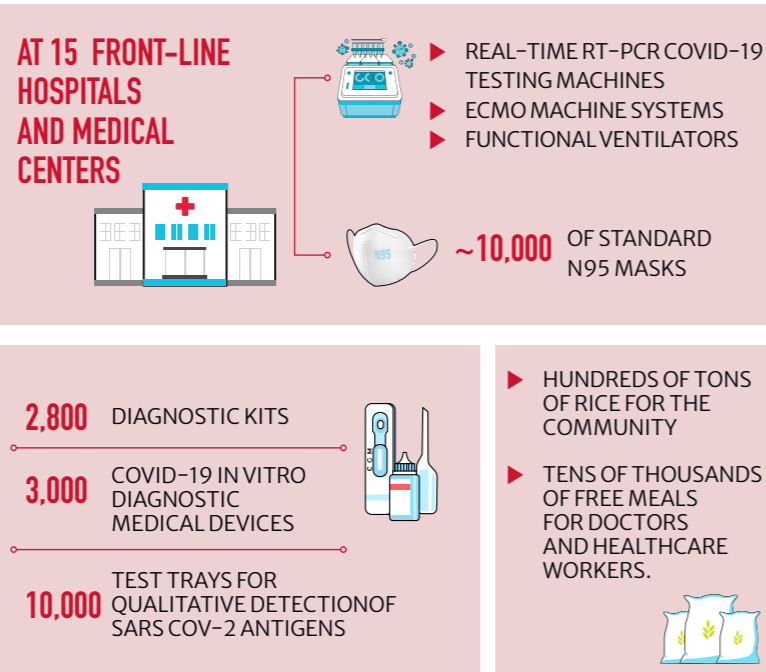 AT 15 FRONT-LINE
HOSPITALS
AND MEDICAL
CENTERS
REAL-TIME RT-PCR COVID-19
TESTING MACHINES
ECMO MACHINE SYSTEMS
FUNCTIONAL VENTILATORS
N95
~10,000 OF STANDARD
N95 MASKS
2,800 DIAGNOSTIC KITS
3,000 COVID-19 IN VITRO
DIAGNOSTIC
MEDICAL DEVICES
10,000 TEST TRAYS FOR
QUALITATIVE DETECTIONOF
SARS COV-2 ANTIGENS
C G M
HUNDREDS OF TONS
OF RICE FOR THE
COMMUNITY
TENS OF THOUSANDS
OF FREE MEALS
FOR DOCTORS
AND HEALTHCARE
WORKERS.